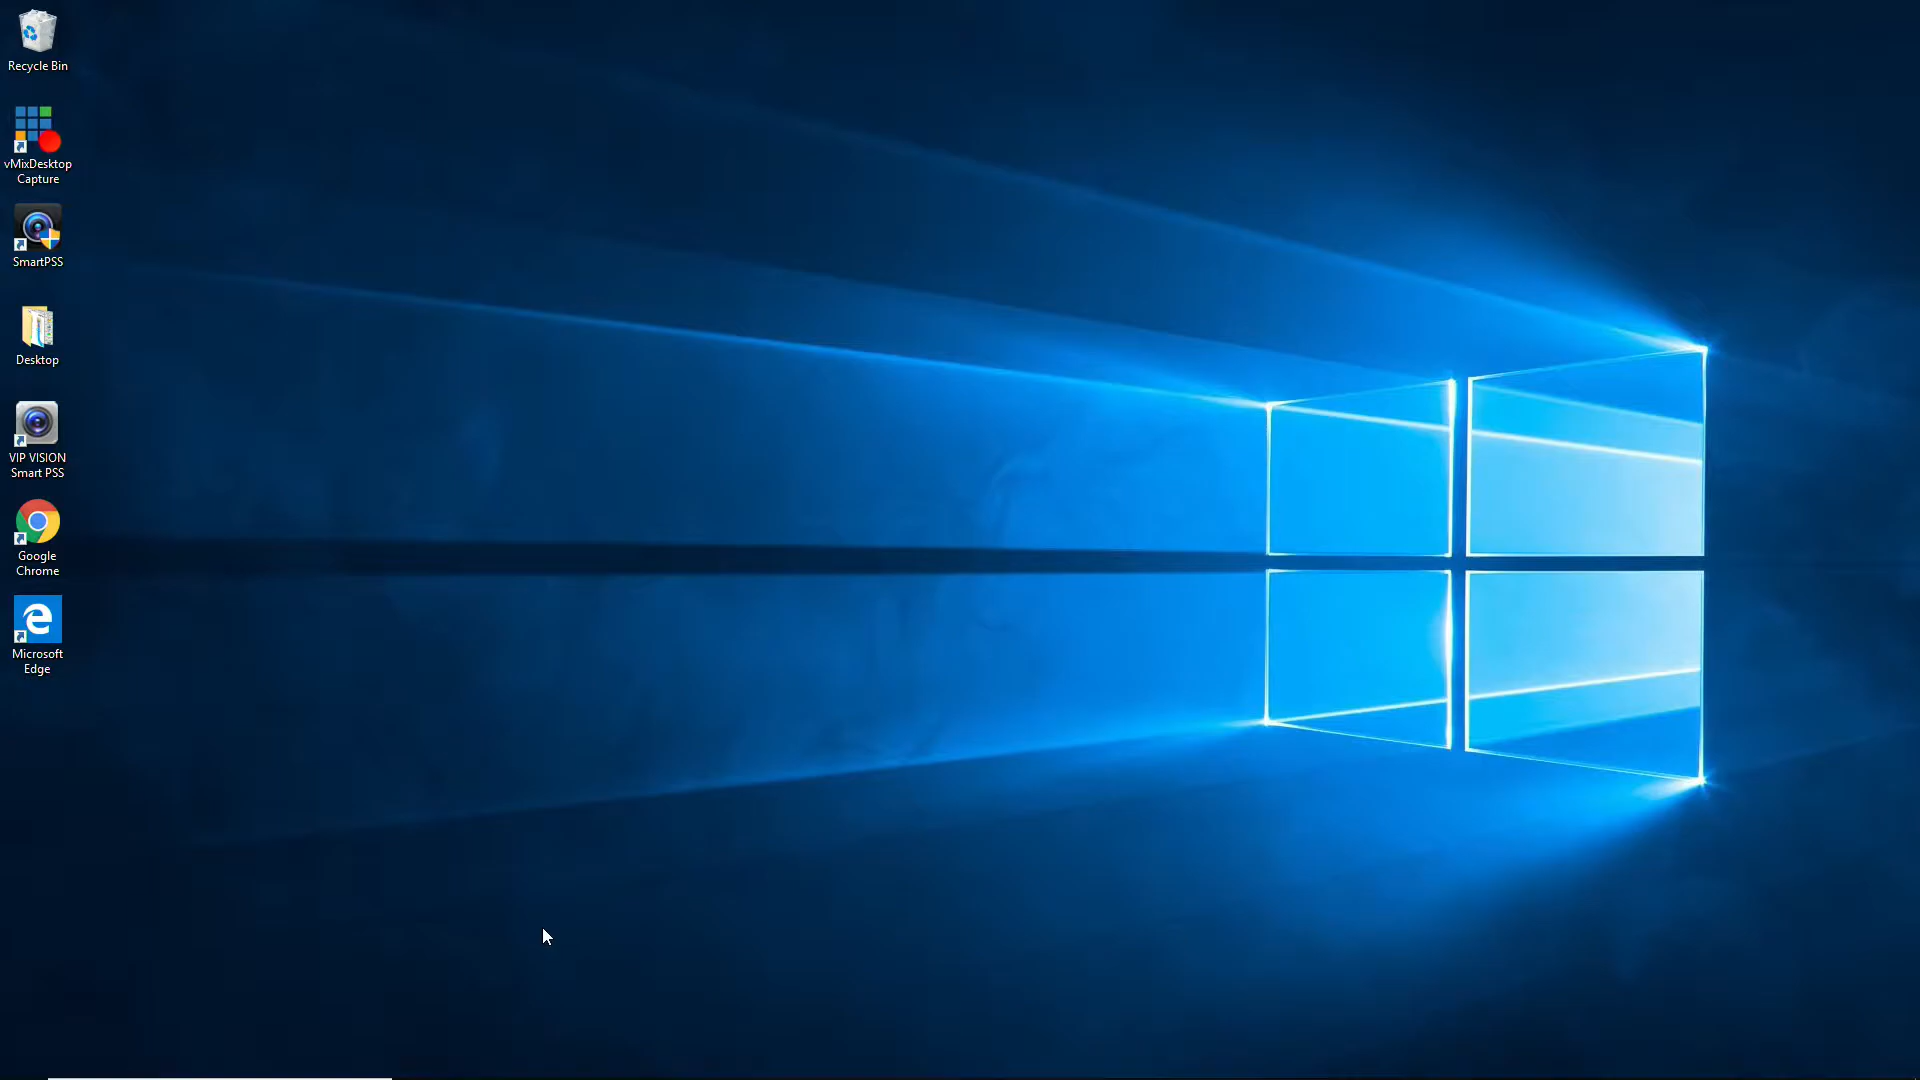 Recycle Bin
vMixDesktop
Capture
SmartPSS
Desktop
VIP VISION
Smart PSS
Google
Chrome
Microsoft
Edge